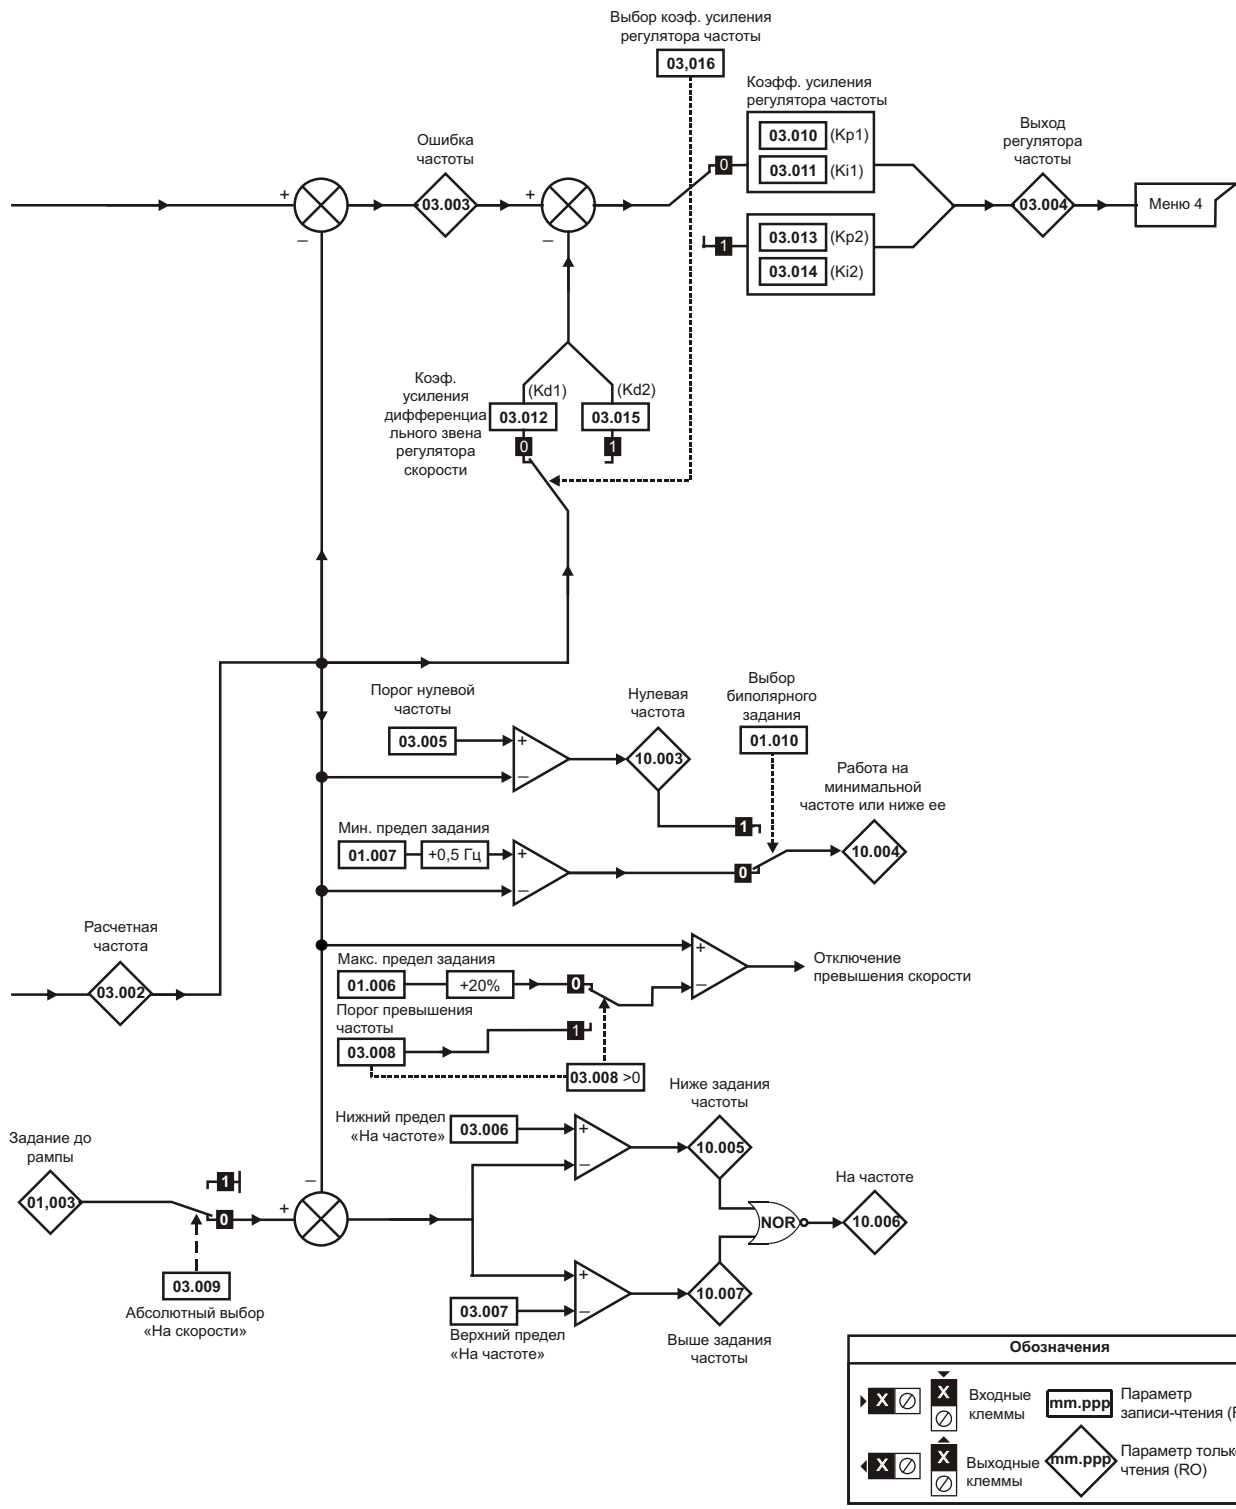 Выбор коэф. усиления
регулятора частоты
03,016
Коэфф. усиления
регулятора частоты
03.010 (Kp1)
03.011 (Ki1)
0
Ошибка
частоты
Выход
регулятора
частоты
+
–
03.003
+
–
03.004
Меню 4
1
03.013 (Kp2)
03.014 (Ki2)
Коэф.
усиления
дифференциа
льного звена
регулятора
скорости
(Kd1)
(Kd2)
03.012
03.015
0
1
Порог нулевой
частоты
03.005
+
–
Нулевая
частота
10.003
Выбор
биполярного
задания
01.010
Работа на
минимальной
частоте или ниже ее
1
0
10.004
Мин. предел задания
01.007
+0,5 Гц
+
–
Расчетная
частота
03.002
Макс. предел задания
01.006
+20%
0
+
–
Отключение
превышения скорости
Порог превышения
частоты
03.008
1
03.008 >0
Нижний предел
«На частоте»
03.006
+
–
Ниже задания
частоты
10.005
Задание до
рампы
01,003
1
0
+
–
03.009
Абсолютный выбор
«На скорости»
NOR
На частоте
10.006
+
–
03.007
Верхний предел
«На частоте»
10.007
Выше задания
частоты
Обозначения
X
X
Входные
клеммы
mm.ppp
Параметр
записи-чтения (
X
X
Выходные
клеммы
mm.ppp
Параметр тольк
чтения (RO)